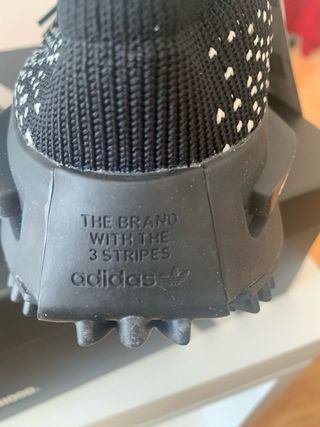 THE BRAND
WITH THE
3 STRIPES
adidas